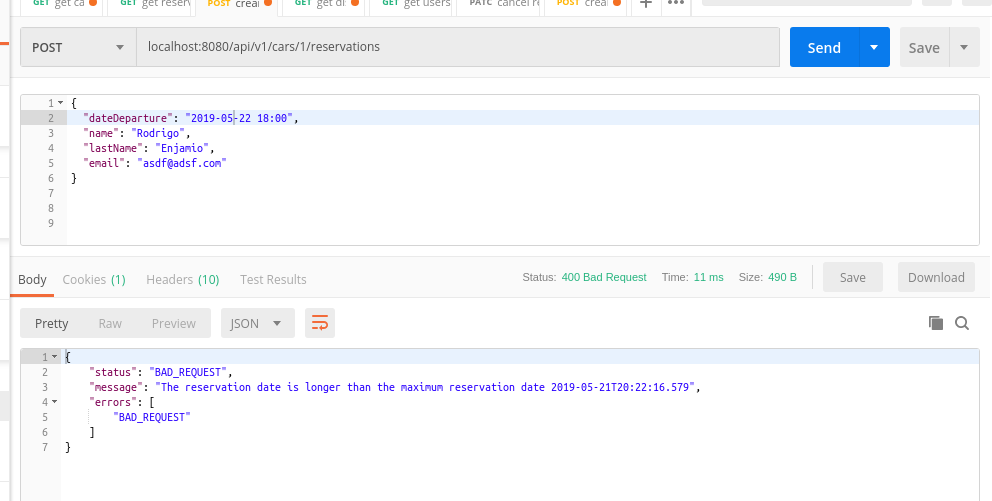 GET get ca
GET get reserv
POST crea
GET get di
GET get users
PATC cancel re
POST crea
+ •••
POST
localhost:8080/api/v1/cars/1/reservations
Send
Save
1 {
2 "dateDeparture": "2019-05-22 18:00",
3 "name": "Rodrigo",
4 "lastName": "Enjamio",
5 "email": "asdf@adsf.com"
6 }
7
8
9
Body Cookies (1) Headers (10) Test Results
Status: 400 Bad Request Time: 11 ms Size: 490 B
Save
Download
Pretty Raw Preview
JSON
1 {
2 "status": "BAD_REQUEST",
3 "message": "The reservation date is longer than the maximum reservation date 2019-05-21T20:22:16.579",
4 "errors": [
5 "BAD_REQUEST"
6 ]
7 }